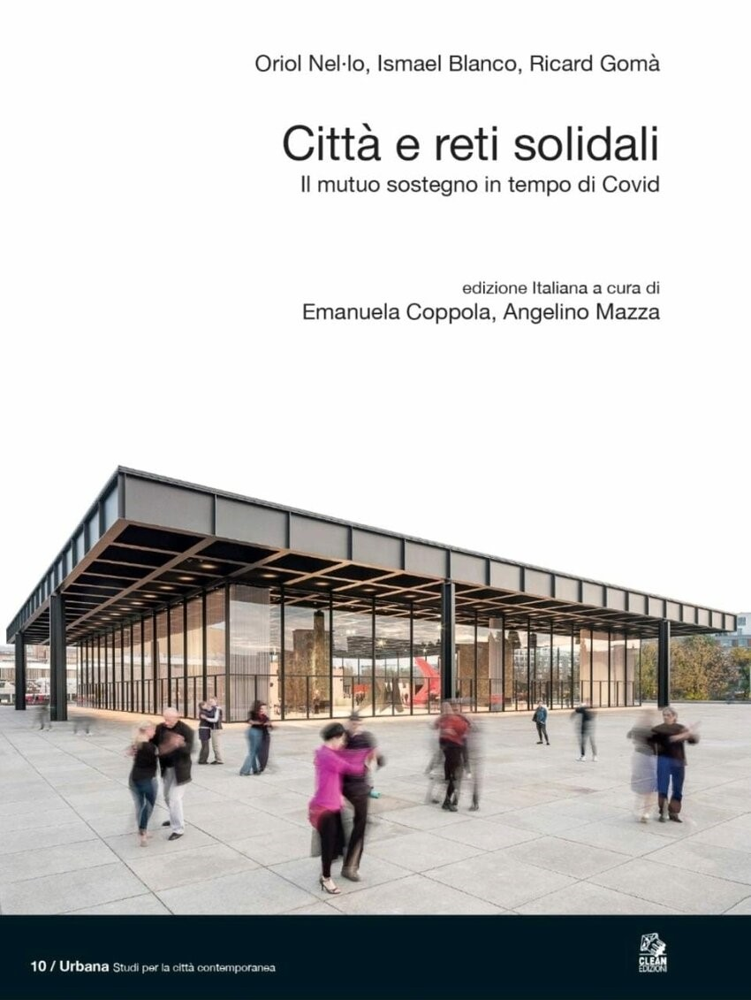 Oriol Nel·lo, Ismael Blanco, Ricard Gomà
Città e reti solidali
Il mutuo sostegno in tempo di Covid
edizione Italiana a cura di
Emanuela Coppola, Angelino Mazza
10 / Urbana Studi per la città contemporanea
CLEAN
EDIZIONI